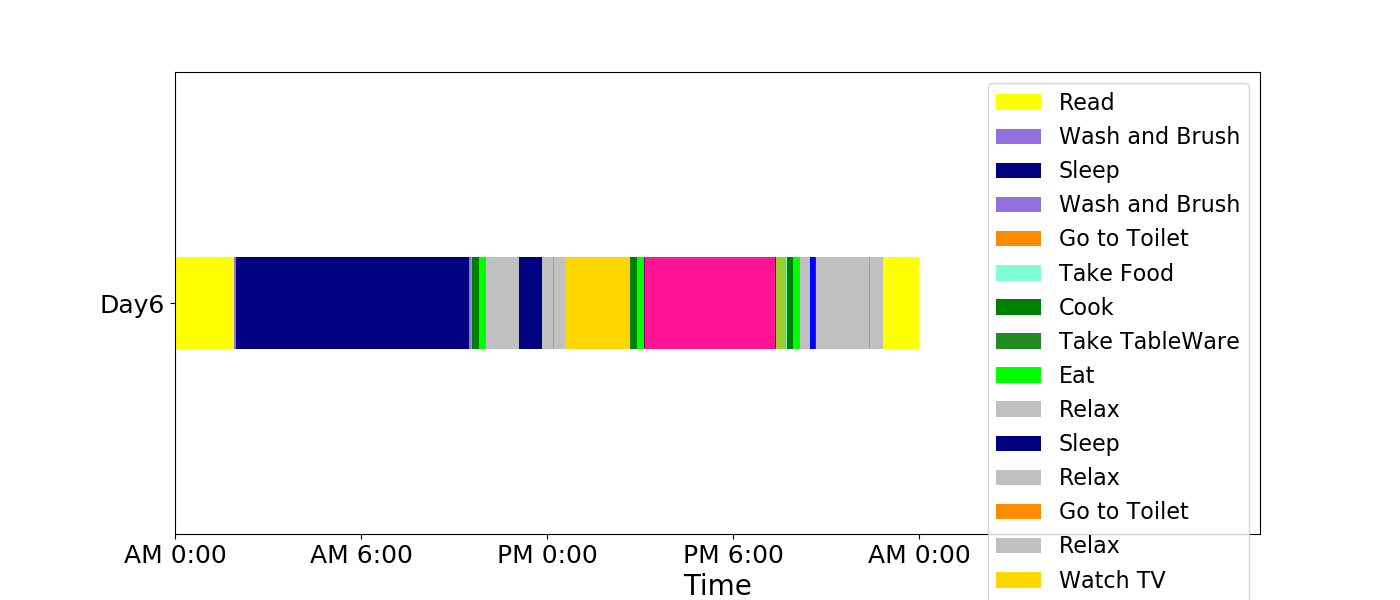 Read
Wash and Brush
Sleep
Wash and Brush
Go to Toilet
Take Food
Cook
Take TableWare
Eat
Relax
Sleep
Relax
Go to Toilet
Relax
Watch TV
Day6
AM 0:00 AM 6:00 PM 0:00 PM 6:00 AM 0:00
Time